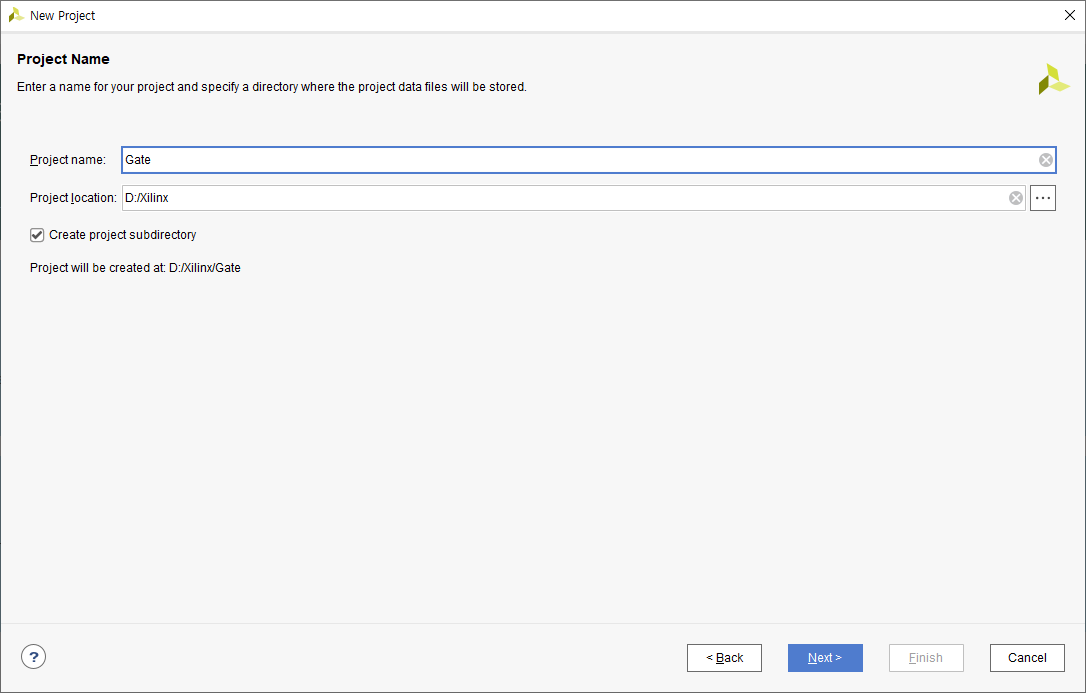 New Project
Project Name
Enter a name for your project and specify a directory where the project data files will be stored.
Project name: Gate
Project location: D:/Xilinx
...
Create project subdirectory
Project will be created at: D:/Xilinx/Gate
? < Back Next > Finish Cancel